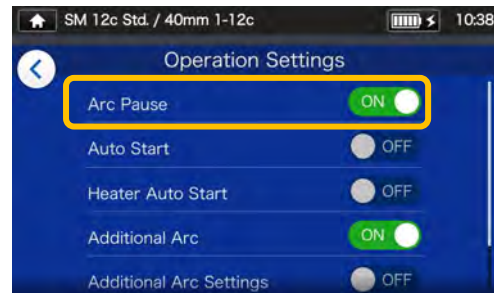 SM 12c Std. / 40mm 1-12c 10:38
Operation Settings
Arc Pause ON
Auto Start OFF
Heater Auto Start OFF
Additional Arc ON
Additional Arc Settings OFF